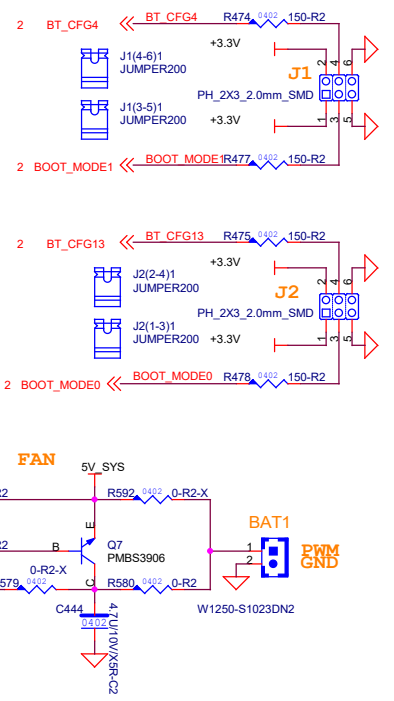 2 BT_CFG4 BT_CFG4 R474 0402 150-R2
+3.3V
J1(4-6)1
JUMPER200
J1
2 4 6
J1(3-5)1
JUMPER200
PH_2X3_2.0mm_SMD
+3.3V
1 3 5
2 BOOT_MODE1 BOOT_MODE1 R477 0402 150-R2
2 BT_CFG13 BT_CFG13 R475 0402 150-R2
+3.3V
J2(2-4)1
JUMPER200
J2
2 4 6
PH_2X3_2.0mm_SMD
J2(1-3)1
JUMPER200
+3.3V
1 3 5
2 BOOT_MODE0 BOOT_MODE0 R478 0402 150-R2
FAN
5V_SYS
R2 R592 0402 0-R2-X
BAT1
E
R2 B Q7
PMBS3906
1 PWM
2 GND
0-R2-X
C
579 0402 R580 0402 0-R2
C444 0402 4.7U/10V/X5R-C2
W1250-S1023DN2